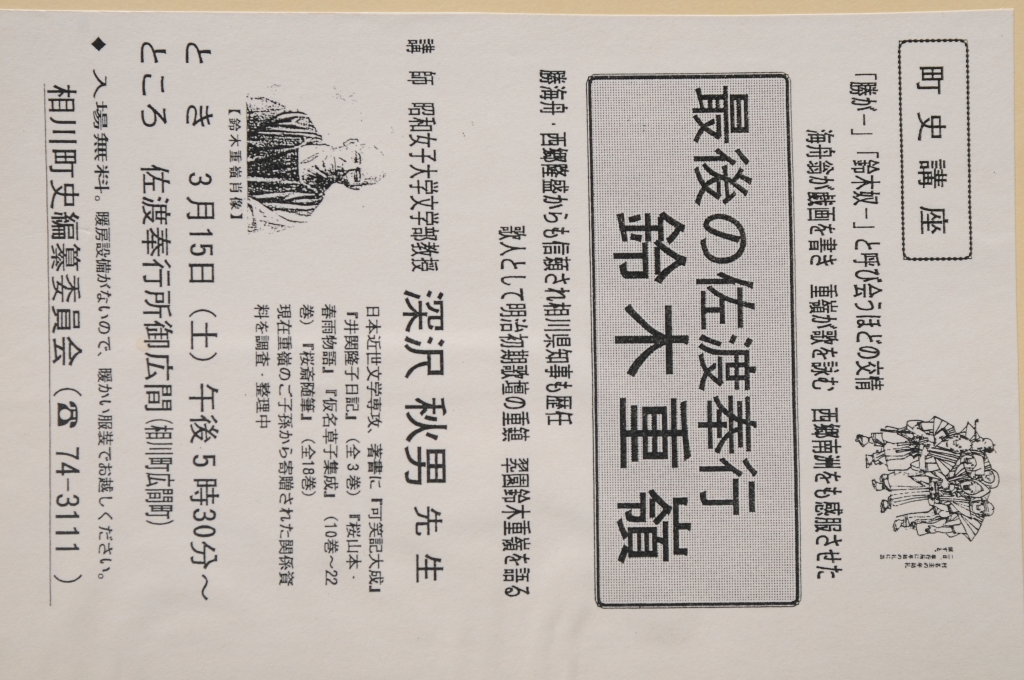 町史講座
「勝が－」「鈴木奴－」と呼び会うほどの交情
海舟翁が戯画を書き 重嶺が歌を詠む 西郷南洲をも感服させた
最後の佐渡奉行
鈴木重嶺
勝海舟・西郷隆盛からも信頼され相川県知事も歴任
歌人として明治初期歌壇の重鎮 翠園鈴木重嶺を語る
講師 昭和女子大学文学部教授 深沢秋男 先生
日本近世文学専攻、著書に『可笑記大成』
『井関隆子日記』（全３巻）『桜山本・
春雨物語』『仮名草子集成』（10巻～22
巻）『桜斎随筆』（全18巻）
現在重嶺のご子孫から寄贈された関係資
料を調査・整理中
【鈴木重嶺肖像】
とき ３月15日（土）午後５時30分～
ところ 佐渡奉行所御広間（相川町広間町）
◆ 入場無料。暖房設備がないので、暖かい服装でお越しください。
相川町史編纂委員会（☎ 74-3111 ）